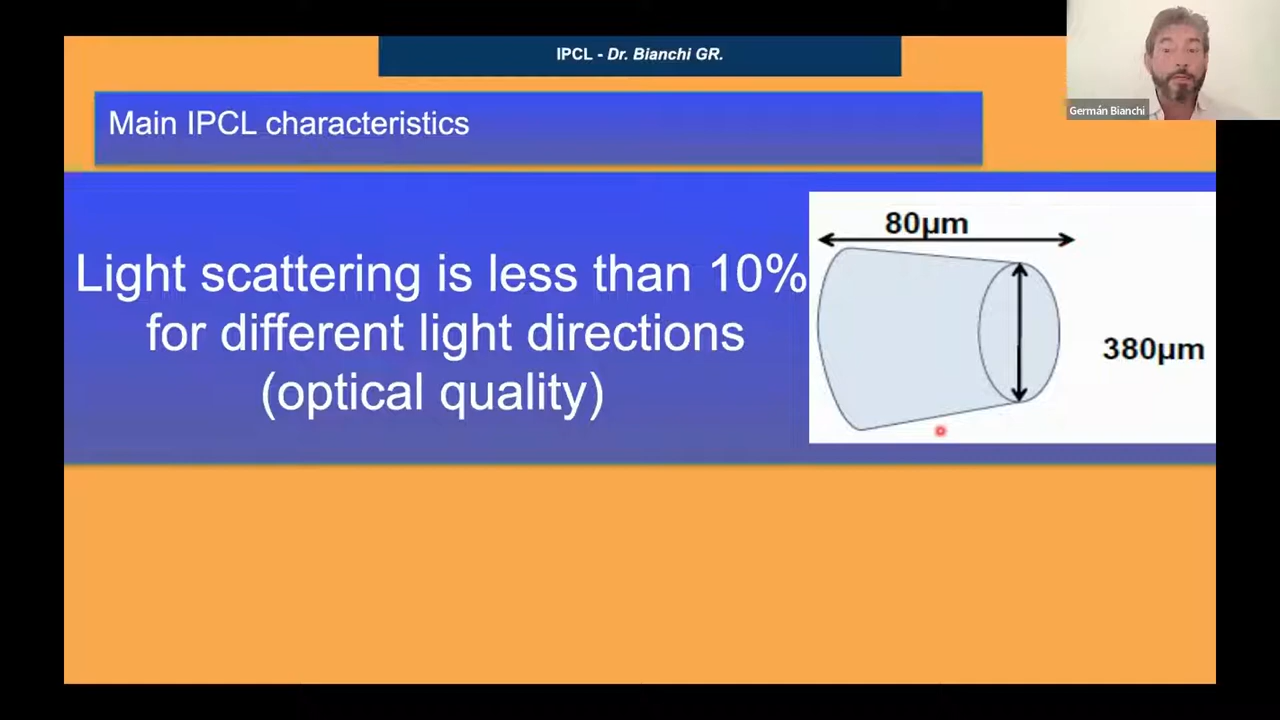 IPCL - Dr. Bianchi GR.
Germán Bianchi
Main IPCL characteristics
Light scattering is less than 10%
for different light directions
(optical quality)
80µm
380µm